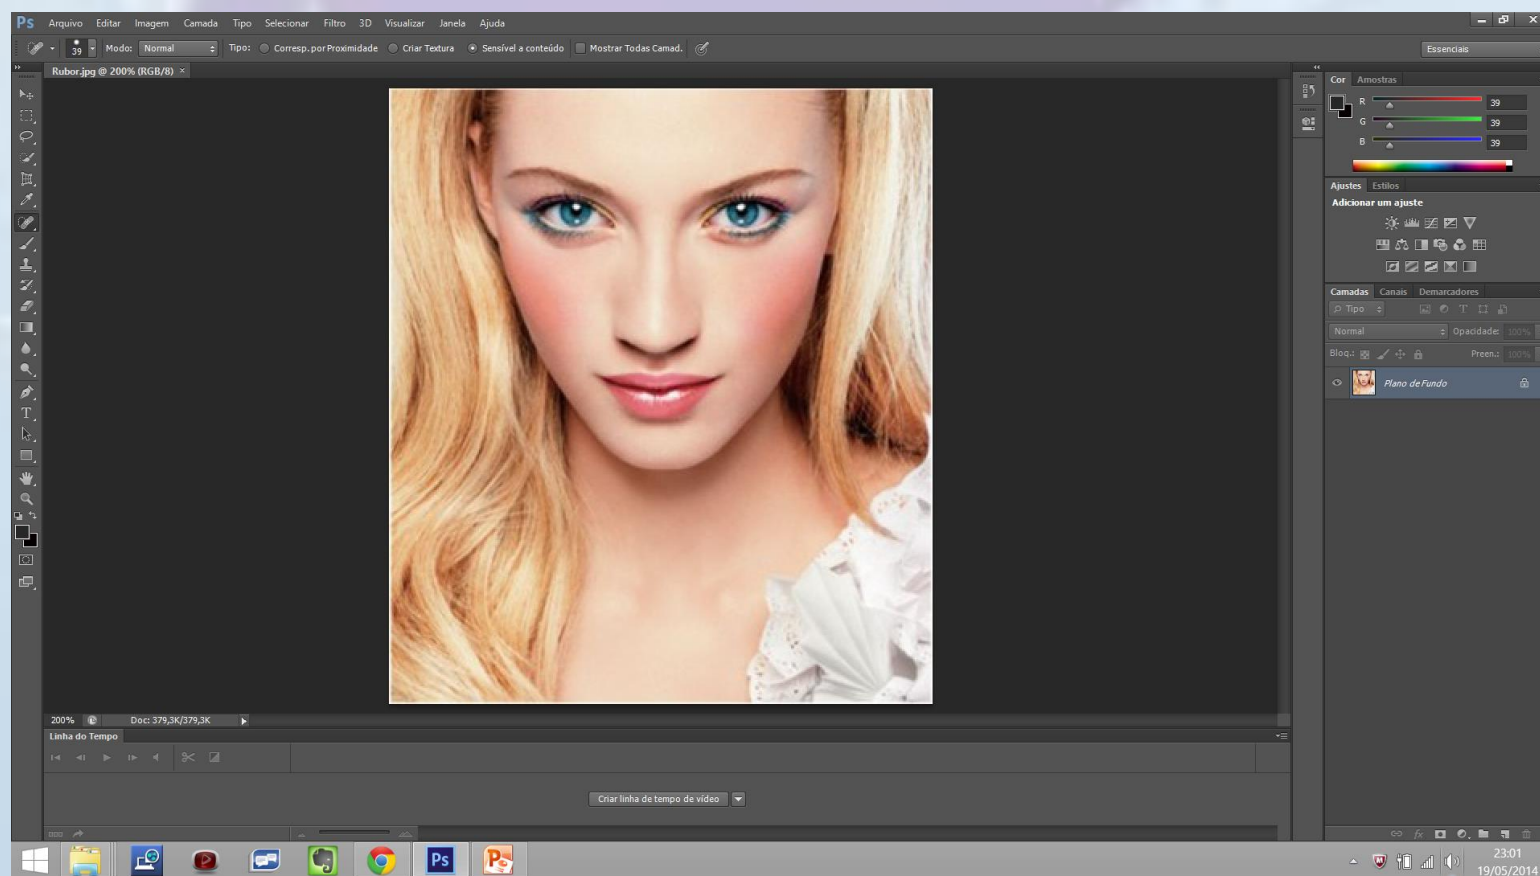 Ps Arquivo Editar Imagem Camada Tipo Selecionar Filtro 3D Visualizar Janela Ajuda
39 Modo: Normal Tipo: Corresp. por Proximidade Criar Textura Sensível a conteúdo Mostrar Todas Camad. Essenciais
Rubor.jpg @ 200% (RGB/8) ×
Cor Amostras
R 39
G 39
B 39
Ajustes Estilos
Adicionar um ajuste
Camadas Canais Demarcadores
Tipo T
Normal Opacidade: 100%
Bloq.: Preen.: 100%
Plano de Fundo
T
200% Doc: 379,3K/379,3K
Linha do Tempo
Criar linha de tempo de vídeo
fx
Ps P
23:01
19/05/2014